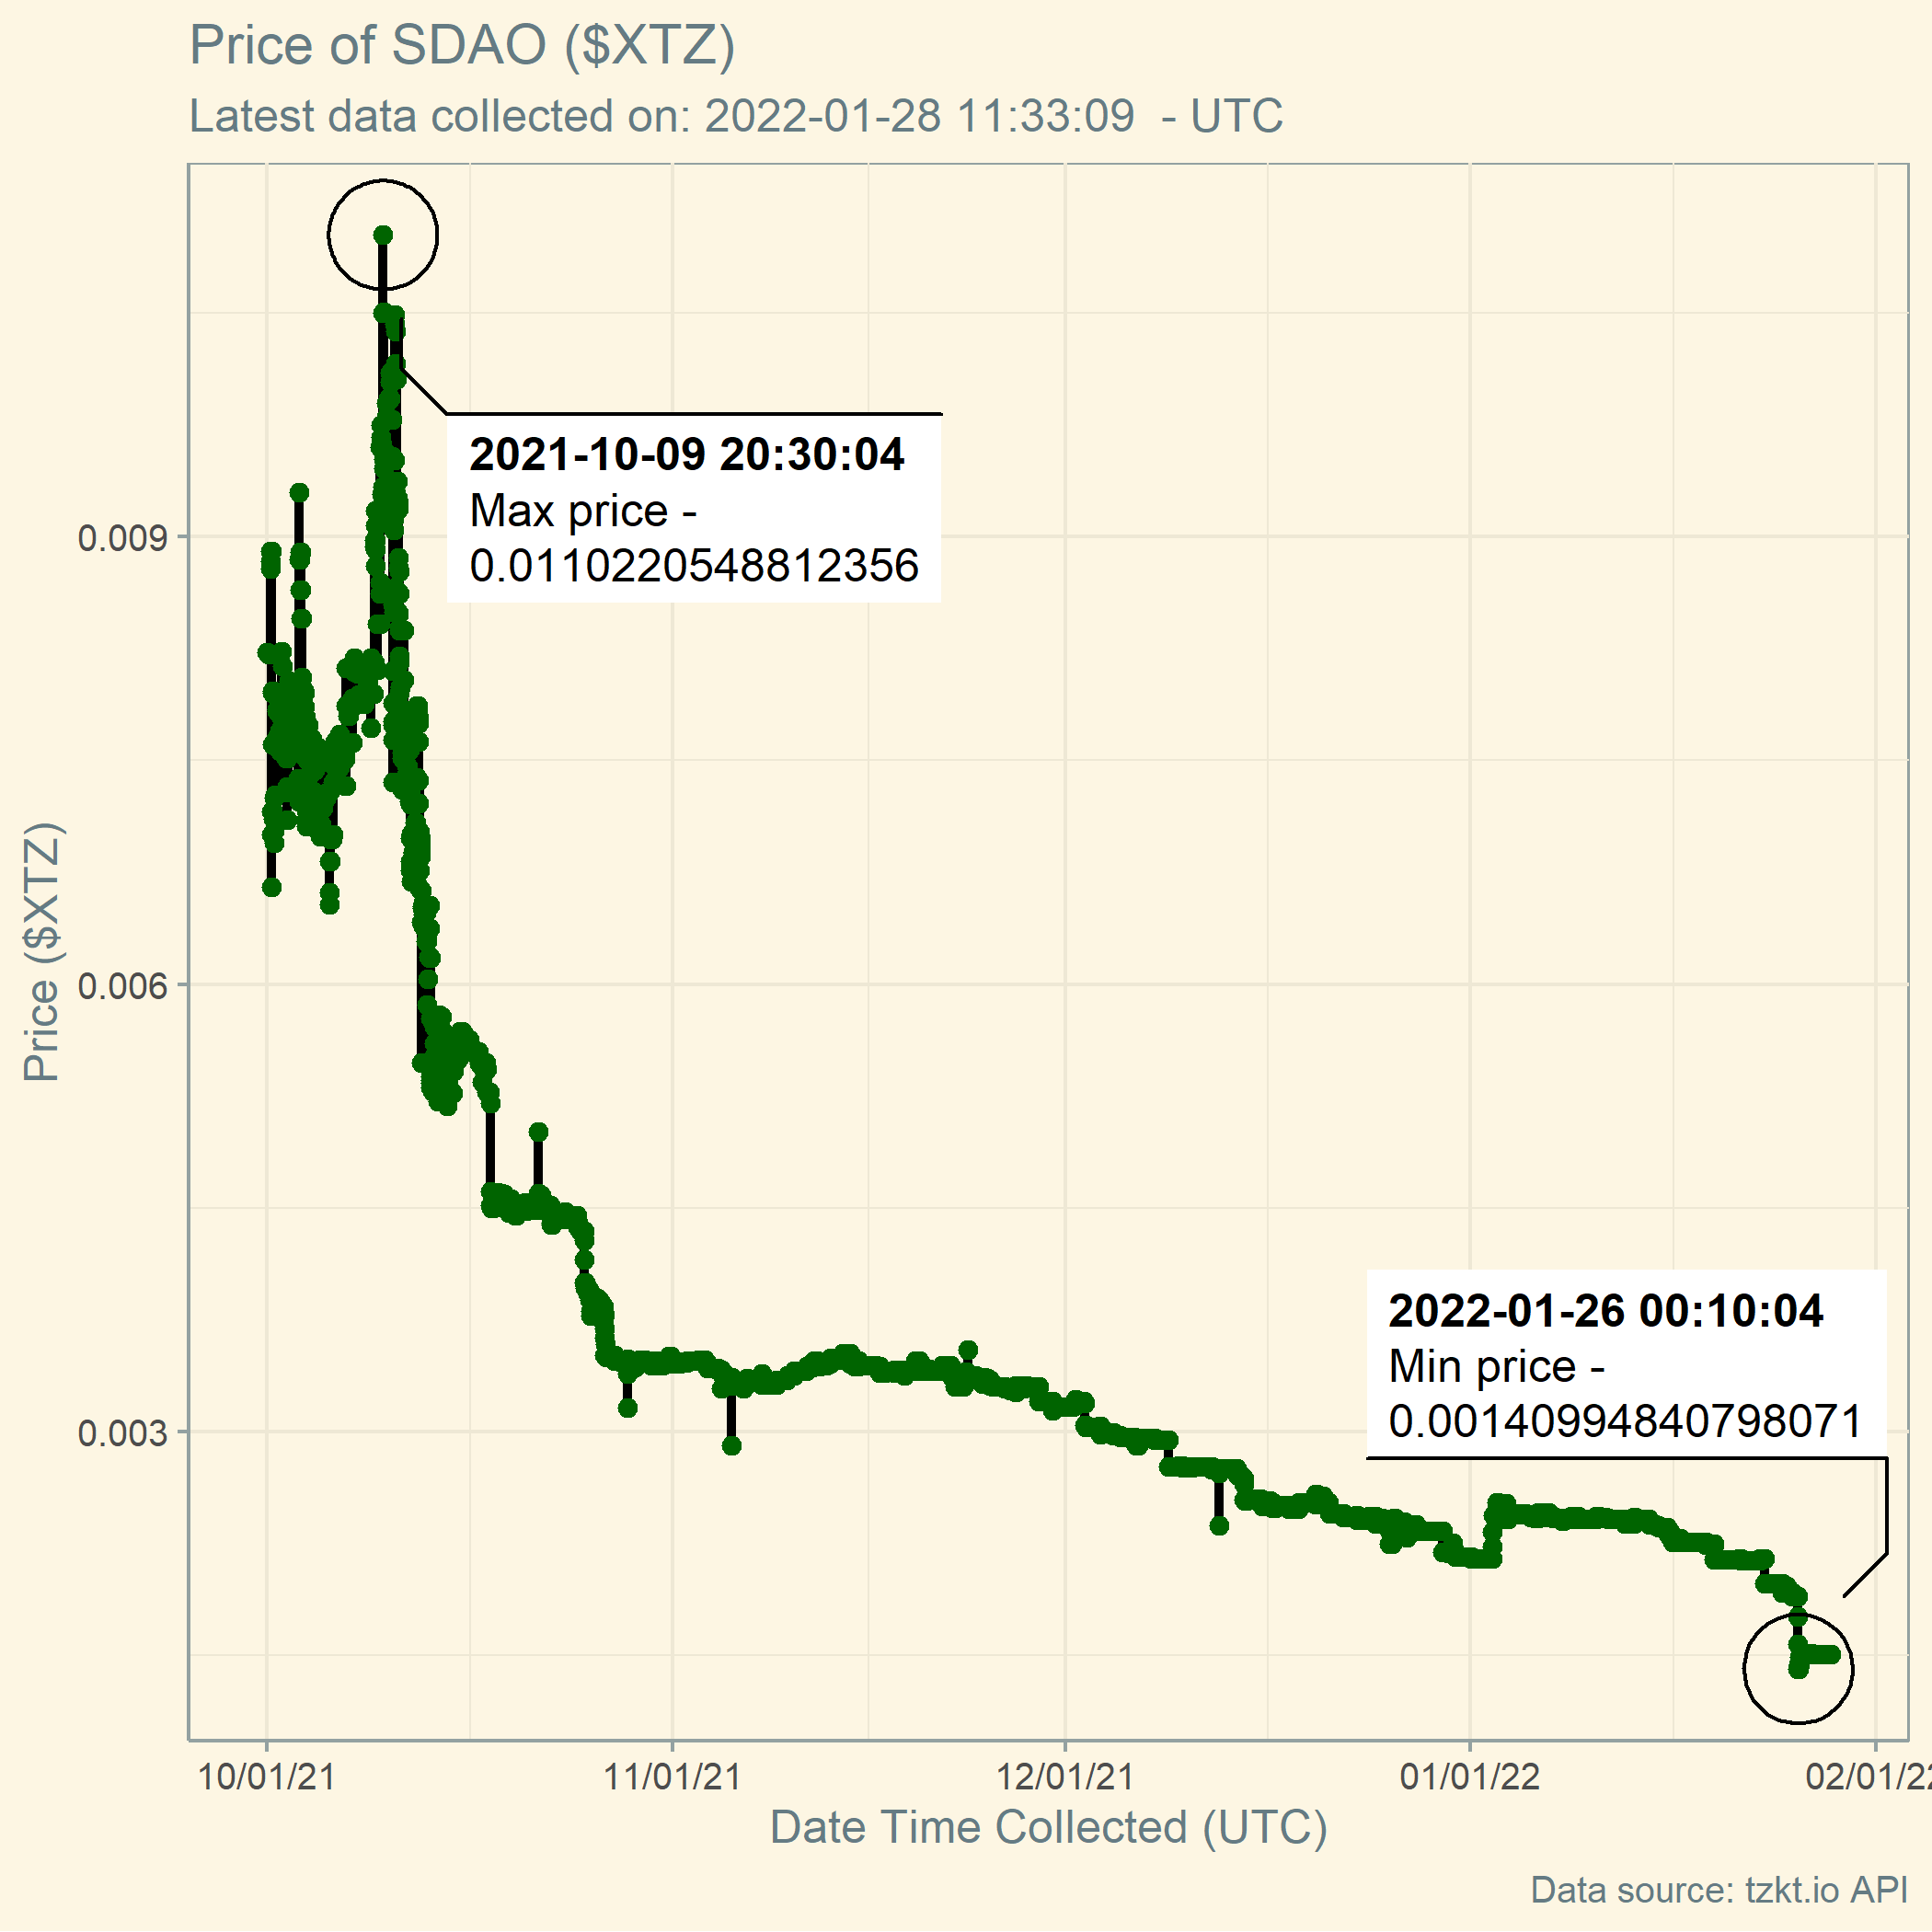 Price of SDAO ($XTZ)
Latest data collected on: 2022-01-28 11:33:09  - UTC
2021-10-09 20:30:04
Max price -
0.01102220548812356
0.009
0.006
0.003
Price ($XTZ)
2022-01-26 00:10:04
Min price -
0.00140994840798071
10/01/21 11/01/21 12/01/21 01/01/22 02/01/22
Date Time Collected (UTC)
Data source: tzkt.io API